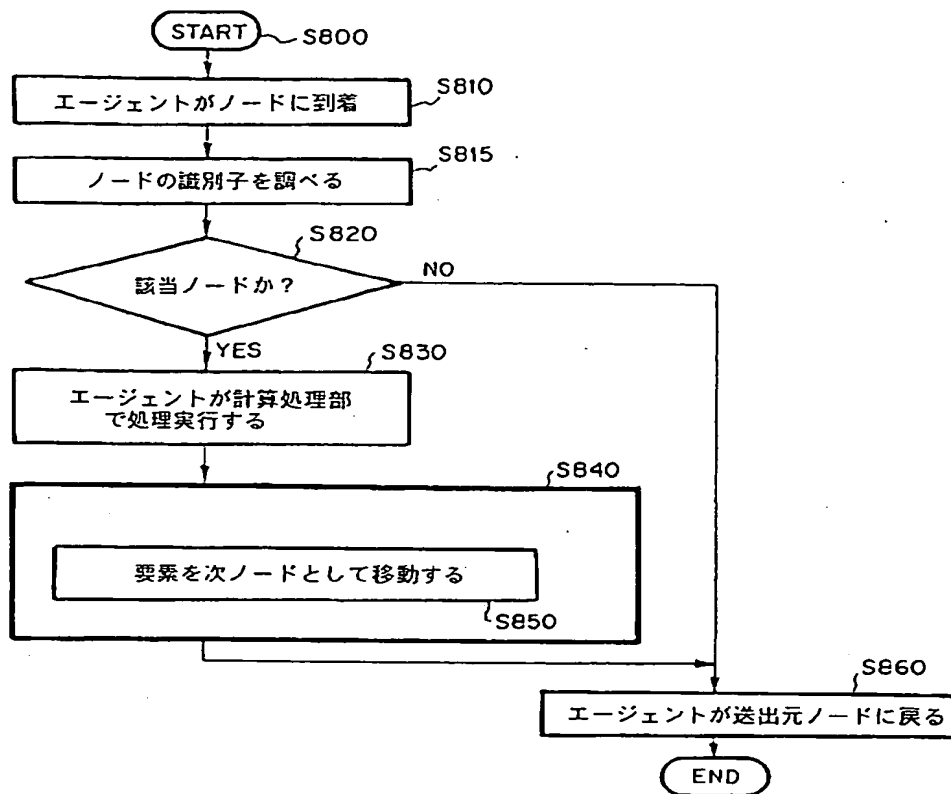 START
S800
S810
エージェントがノードに到着
S815
ノードの識別子を調べる
S820
該当ノードか？
NO
YES
S830
エージェントが計算処理部
で処理実行する
S840
要素を次ノードとして移動する
S850
S860
エージェントが送出元ノードに戻る
END